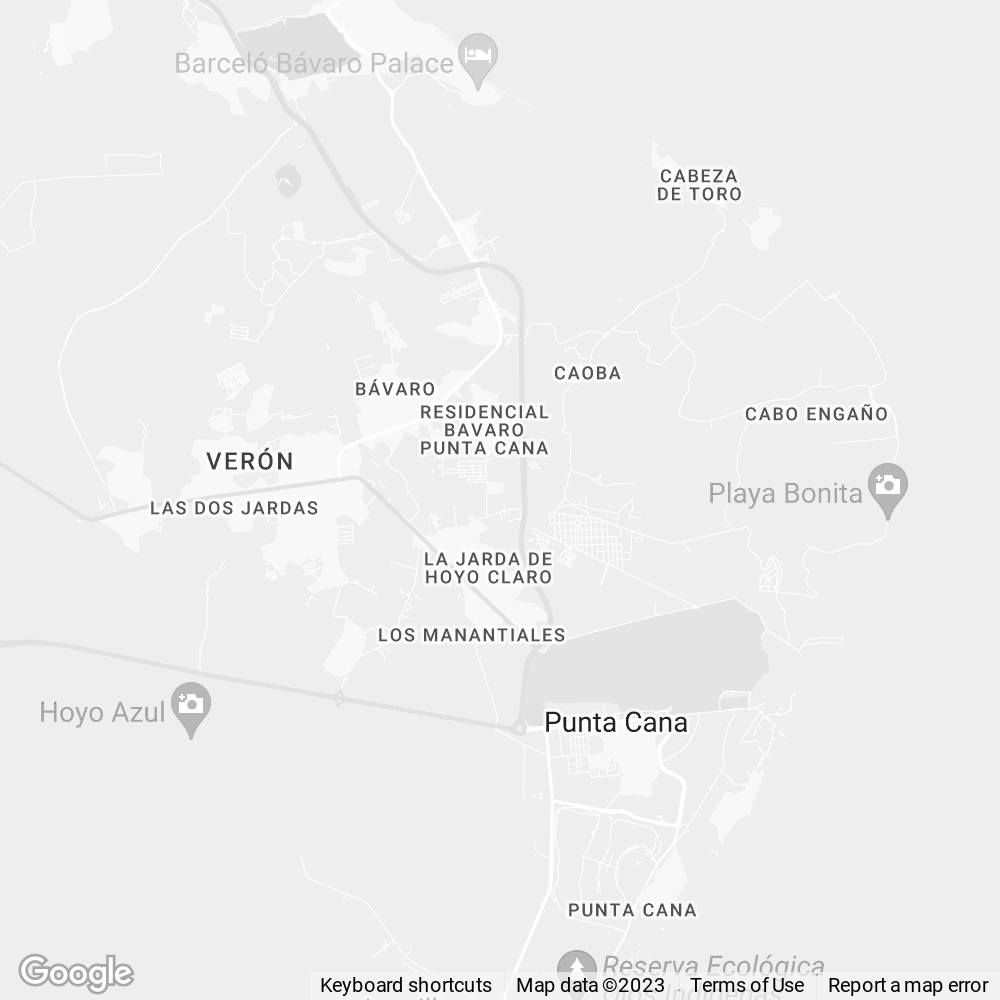 Barceló Bávaro Palace
CABEZA
DE TORO
CAOBA
BÁVARO
RESIDENCIAL
BAVARO
PUNTA CANA
CABO ENGAÑO
VERÓN
Playa Bonita
LAS DOS JARDAS
LA JARDA DE
HOYO CLARO
LOS MANANTIALES
Hoyo Azul
Punta Cana
PUNTA CANA
Reserva Ecológica
Google
Keyboard shortcuts
Map data ©2023
Terms of Use
Report a map error